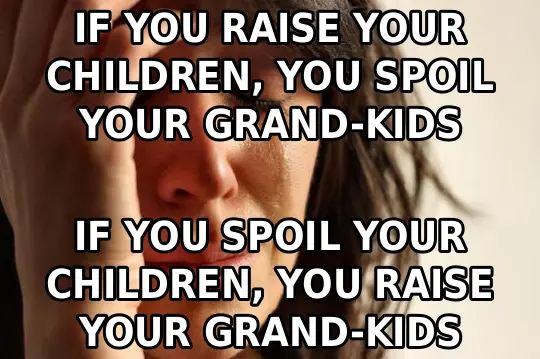 IF YOU RAISE YOUR
CHILDREN, YOU SPOIL
YOUR GRAND-KIDS
IF YOU SPOIL YOUR
CHILDREN, YOU RAISE
YOUR GRAND-KIDS